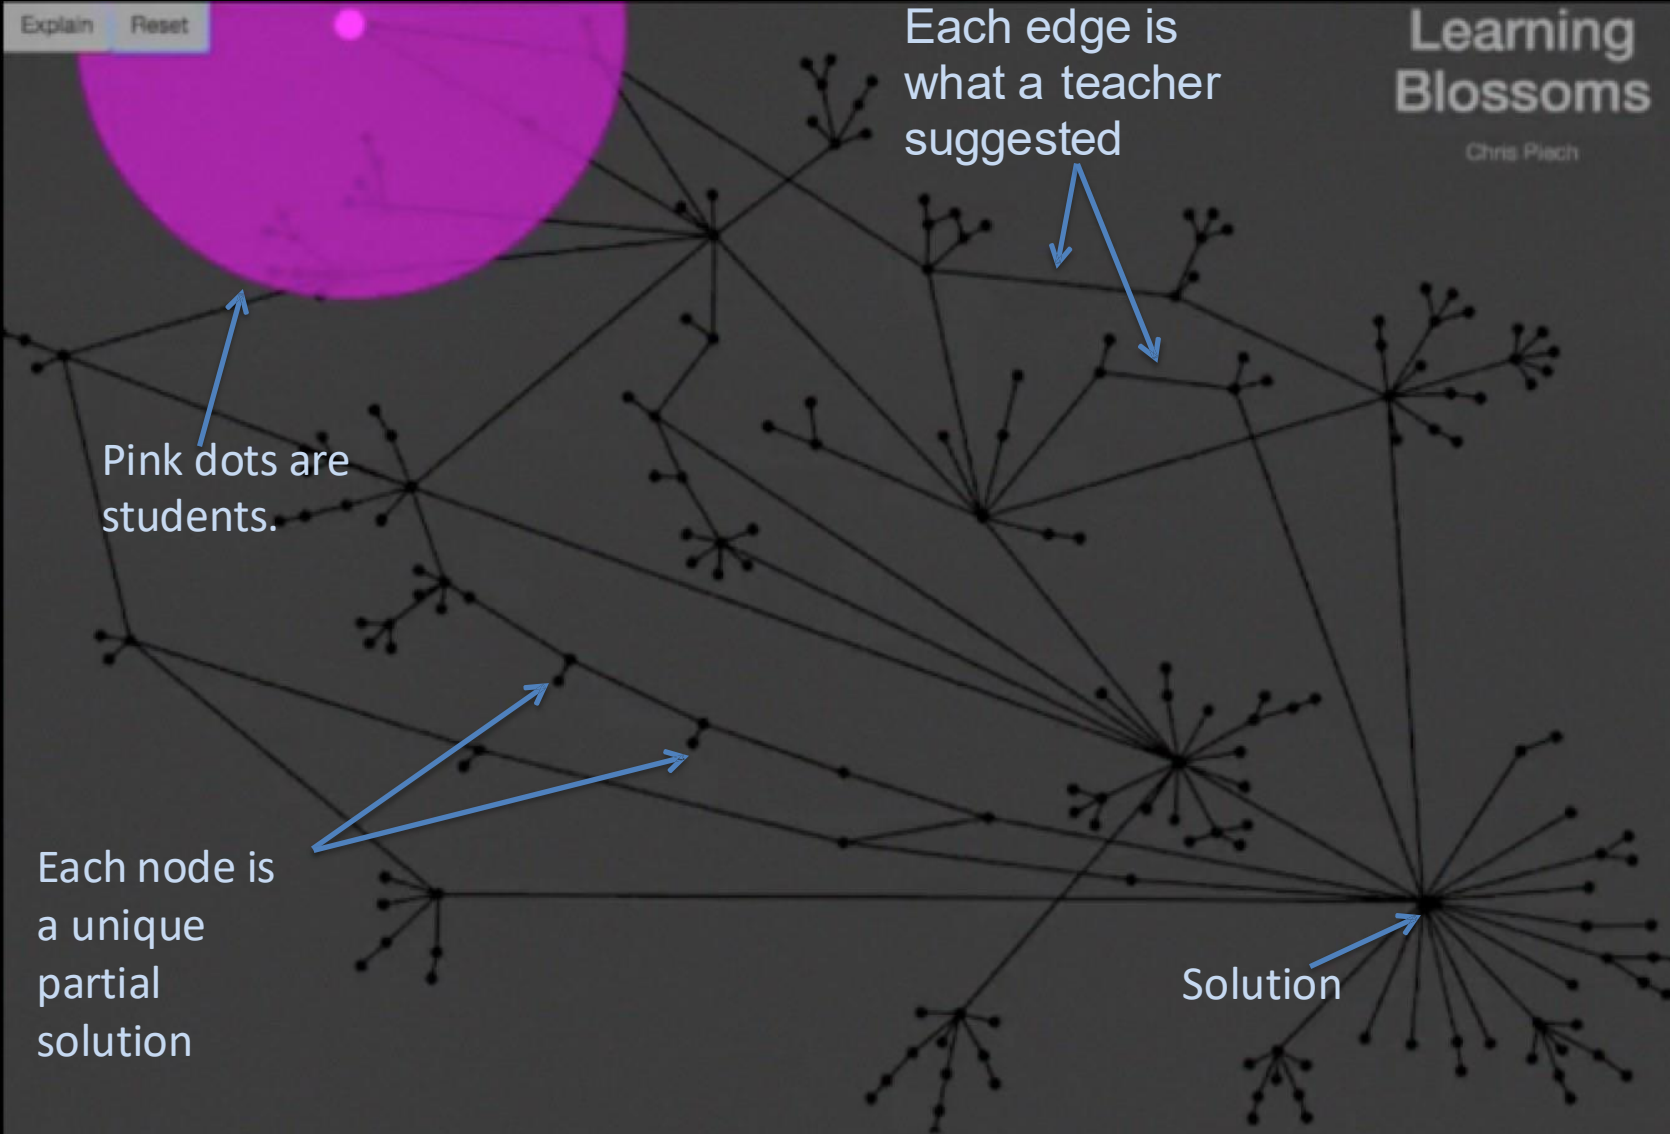 Explain
Reset
Each edge is
what a teacher
suggested
Learning
Blossoms
Chris Piech
Pink dots are
students.
Each node is
a unique
partial
solution
Solution